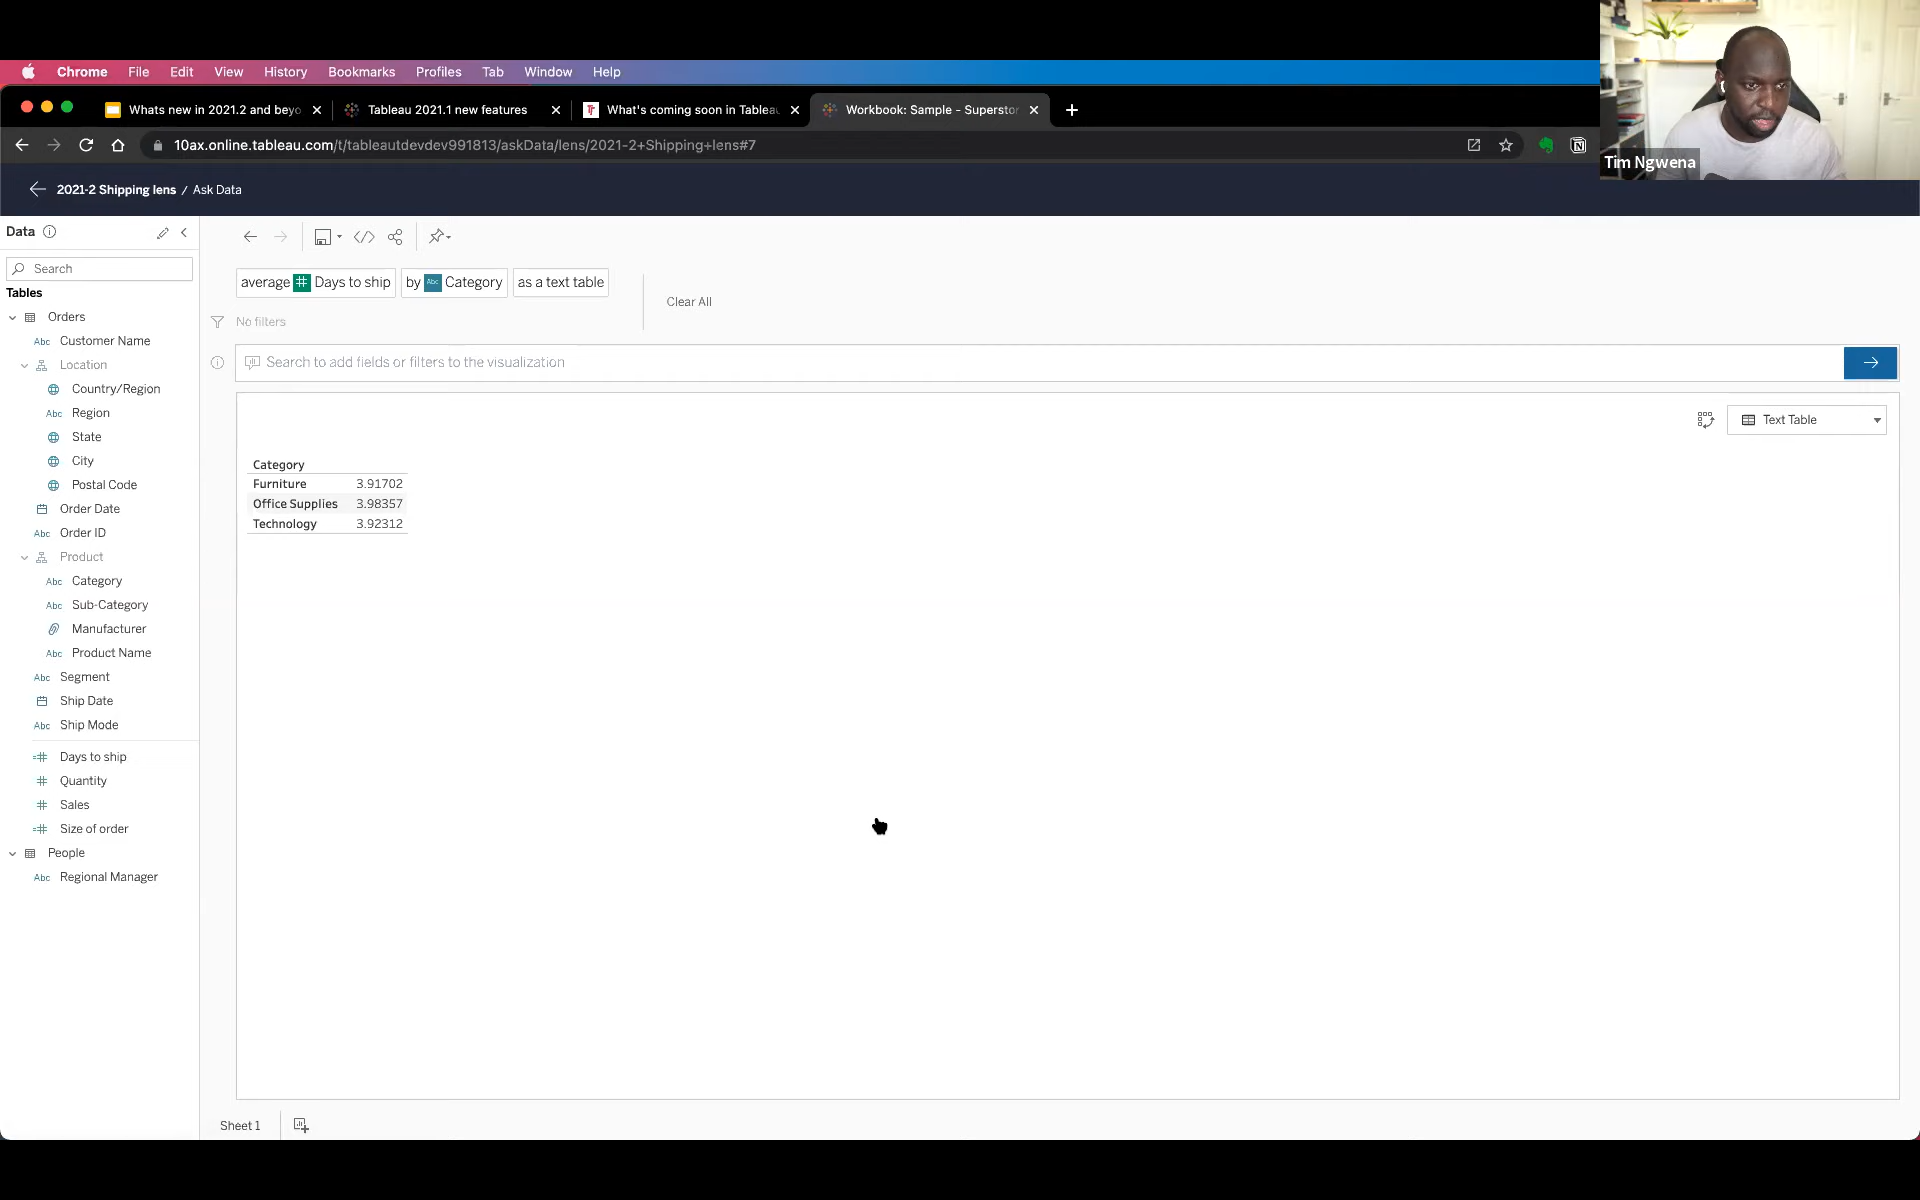 Chrome File Edit View History Bookmarks Profiles Tab Window Help
Whats new in 2021.2 and beyo
Tableau 2021.1 new features
What's coming soon in Tableau
Workbook: Sample - Superstor
10ax.online.tableau.com/t/tableautdevdev991813/askData/lens/2021-2+Shipping+lens#7
Tim Ngwena
2021-2 Shipping lens / Ask Data
Data
Search
Tables
Orders
Abc Customer Name
Location
Country/Region
Abc Region
State
City
Postal Code
Order Date
Abc Order ID
Product
Abc Category
Abc Sub-Category
Manufacturer
Abc Product Name
Abc Segment
Ship Date
Abc Ship Mode
=# Days to ship
# Quantity
# Sales
=# Size of order
People
Abc Regional Manager
average # Days to ship by Abc Category as a text table
Clear All
No filters
Search to add fields or filters to the visualization
Text Table
Category
Furniture 3.91702
Office Supplies 3.98357
Technology 3.92312
Sheet 1